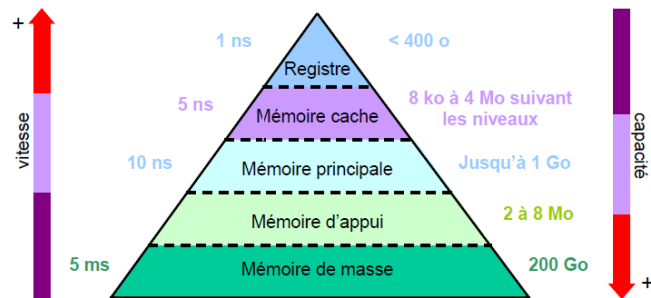 +
1 ns
< 400 o
Registre
5 ns
Mémoire cache
8 ko à 4 Mo suivant
les niveaux
vitesse
capacité
10 ns
Mémoire principale
Jusqu'à 1 Go
Mémoire d'appui
2 à 8 Mo
5 ms
Mémoire de masse
200 Go
+